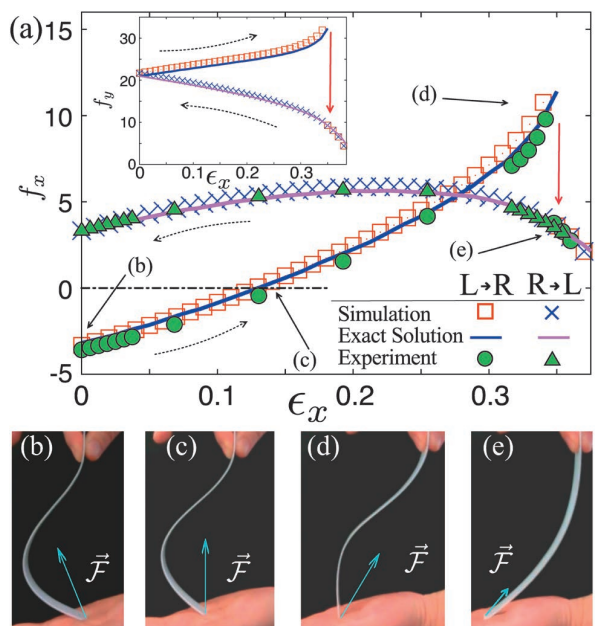 (a)
15
10
5
0
-5
f_x
0
0.1
0.2
0.3
ϵ_x
30
20
10
0
f_y
0
0.1
0.2
0.3
ϵ_x
(d)
(e)
(b)
(c)
L→R R→L
Simulation
Exact Solution
Experiment
(b) (c) (d) (e)
F⃗ F⃗ F⃗ F⃗